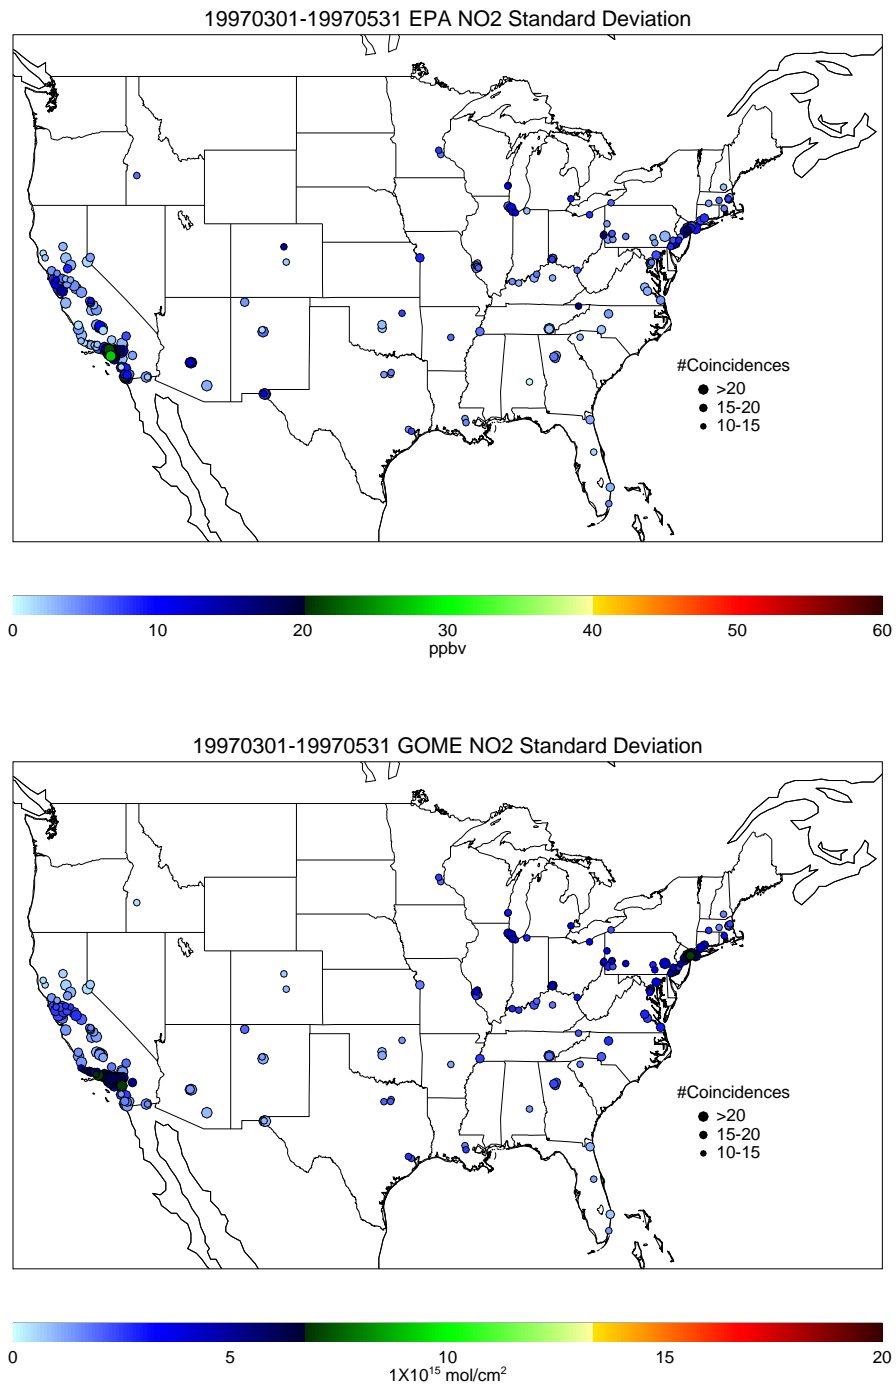 19970301-19970531 EPA NO2 Standard Deviation
#Coincidences
>20
15-20
10-15
0 10 20 30 40 50 60
ppbv
19970301-19970531 GOME NO2 Standard Deviation
#Coincidences
>20
15-20
10-15
0 5 10 15 20
1X10¹⁵ mol/cm²